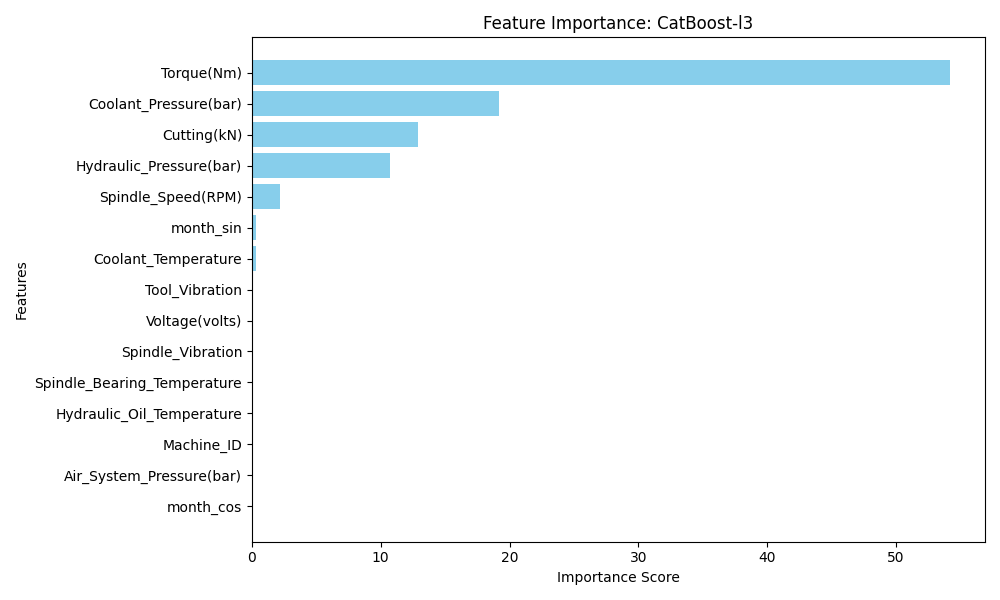 Feature Importance: CatBoost-l3
Torque(Nm)
Coolant_Pressure(bar)
Cutting(kN)
Hydraulic_Pressure(bar)
Spindle_Speed(RPM)
month_sin
Coolant_Temperature
Tool_Vibration
Voltage(volts)
Spindle_Vibration
Spindle_Bearing_Temperature
Hydraulic_Oil_Temperature
Machine_ID
Air_System_Pressure(bar)
month_cos
Features
0 10 20 30 40 50
Importance Score